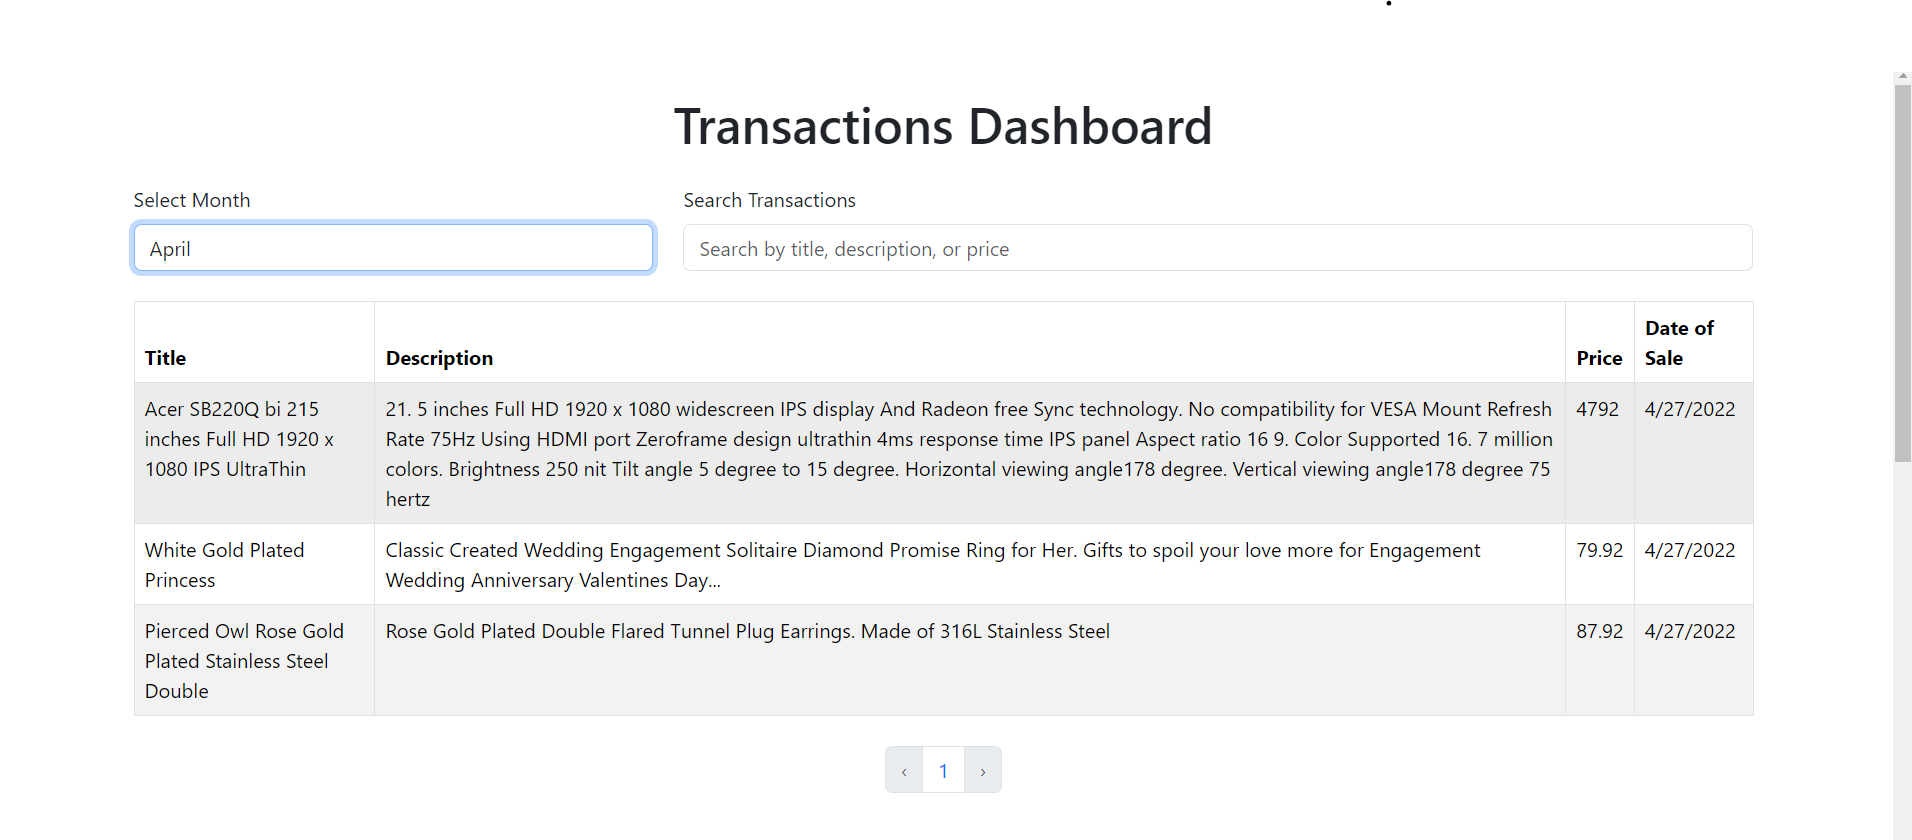 Transactions Dashboard
Select Month
Search Transactions
April
Search by title, description, or price
Title
Description
Price
Date of
Sale
Acer SB220Q bi 215
inches Full HD 1920 x
1080 IPS UltraThin
21. 5 inches Full HD 1920 x 1080 widescreen IPS display And Radeon free Sync technology. No compatibility for VESA Mount Refresh
Rate 75Hz Using HDMI port Zeroframe design ultrathin 4ms response time IPS panel Aspect ratio 16 9. Color Supported 16. 7 million
colors. Brightness 250 nit Tilt angle 5 degree to 15 degree. Horizontal viewing angle178 degree. Vertical viewing angle178 degree 75
hertz
4792
4/27/2022
White Gold Plated
Princess
Classic Created Wedding Engagement Solitaire Diamond Promise Ring for Her. Gifts to spoil your love more for Engagement
Wedding Anniversary Valentines Day...
79.92
4/27/2022
Pierced Owl Rose Gold
Plated Stainless Steel
Double
Rose Gold Plated Double Flared Tunnel Plug Earrings. Made of 316L Stainless Steel
87.92
4/27/2022
‹ 1 ›